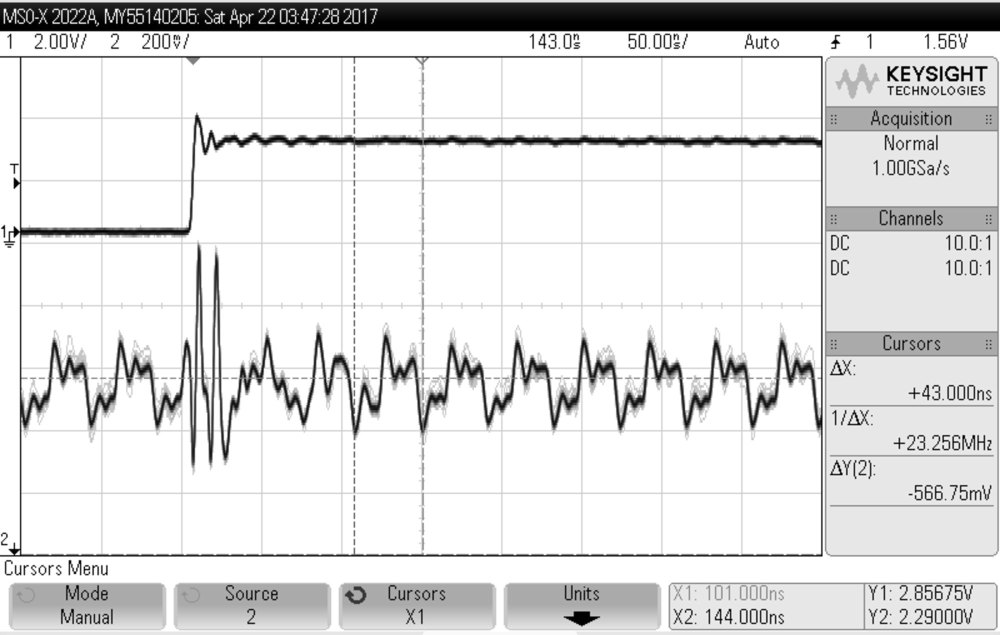 MSO-X 2022A, MY55140205: Sat Apr 22 03:47:28 2017
1 2.00V/ 2 200mV/ 143.0ns 50.00ns/ Auto 1 1.56V
KEYSIGHT
TECHNOLOGIES
Acquisition
Normal
1.00GSa/s
T
1
Channels
DC 10.0:1
DC 10.0:1
Cursors
ΔX:
+43.000ns
1/ΔX:
+23.256MHz
ΔY(2):
-566.75mV
2
Cursors Menu
Mode
Manual
Source
2
Cursors
X1
Units
X1: 101.000ns
X2: 144.000ns
Y1: 2.85675V
Y2: 2.29000V